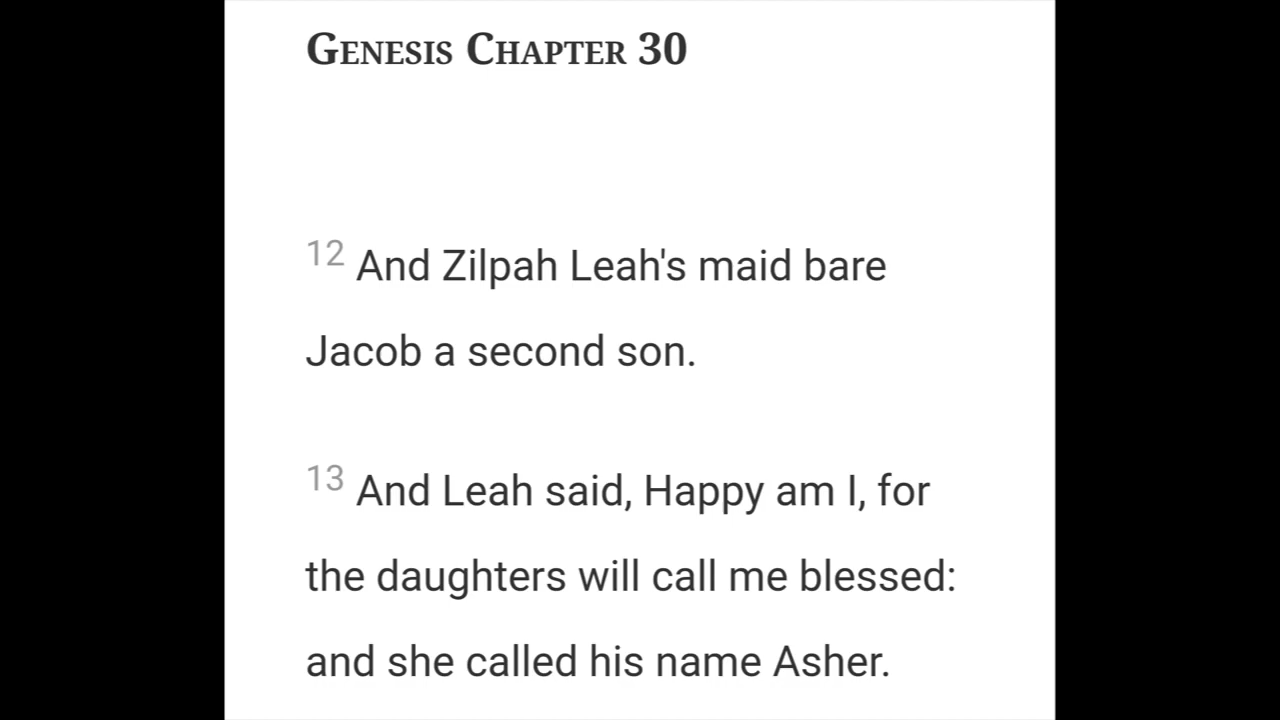 Genesis Chapter 30
12 And Zilpah Leah's maid bare
Jacob a second son.
13 And Leah said, Happy am I, for
the daughters will call me blessed:
and she called his name Asher.